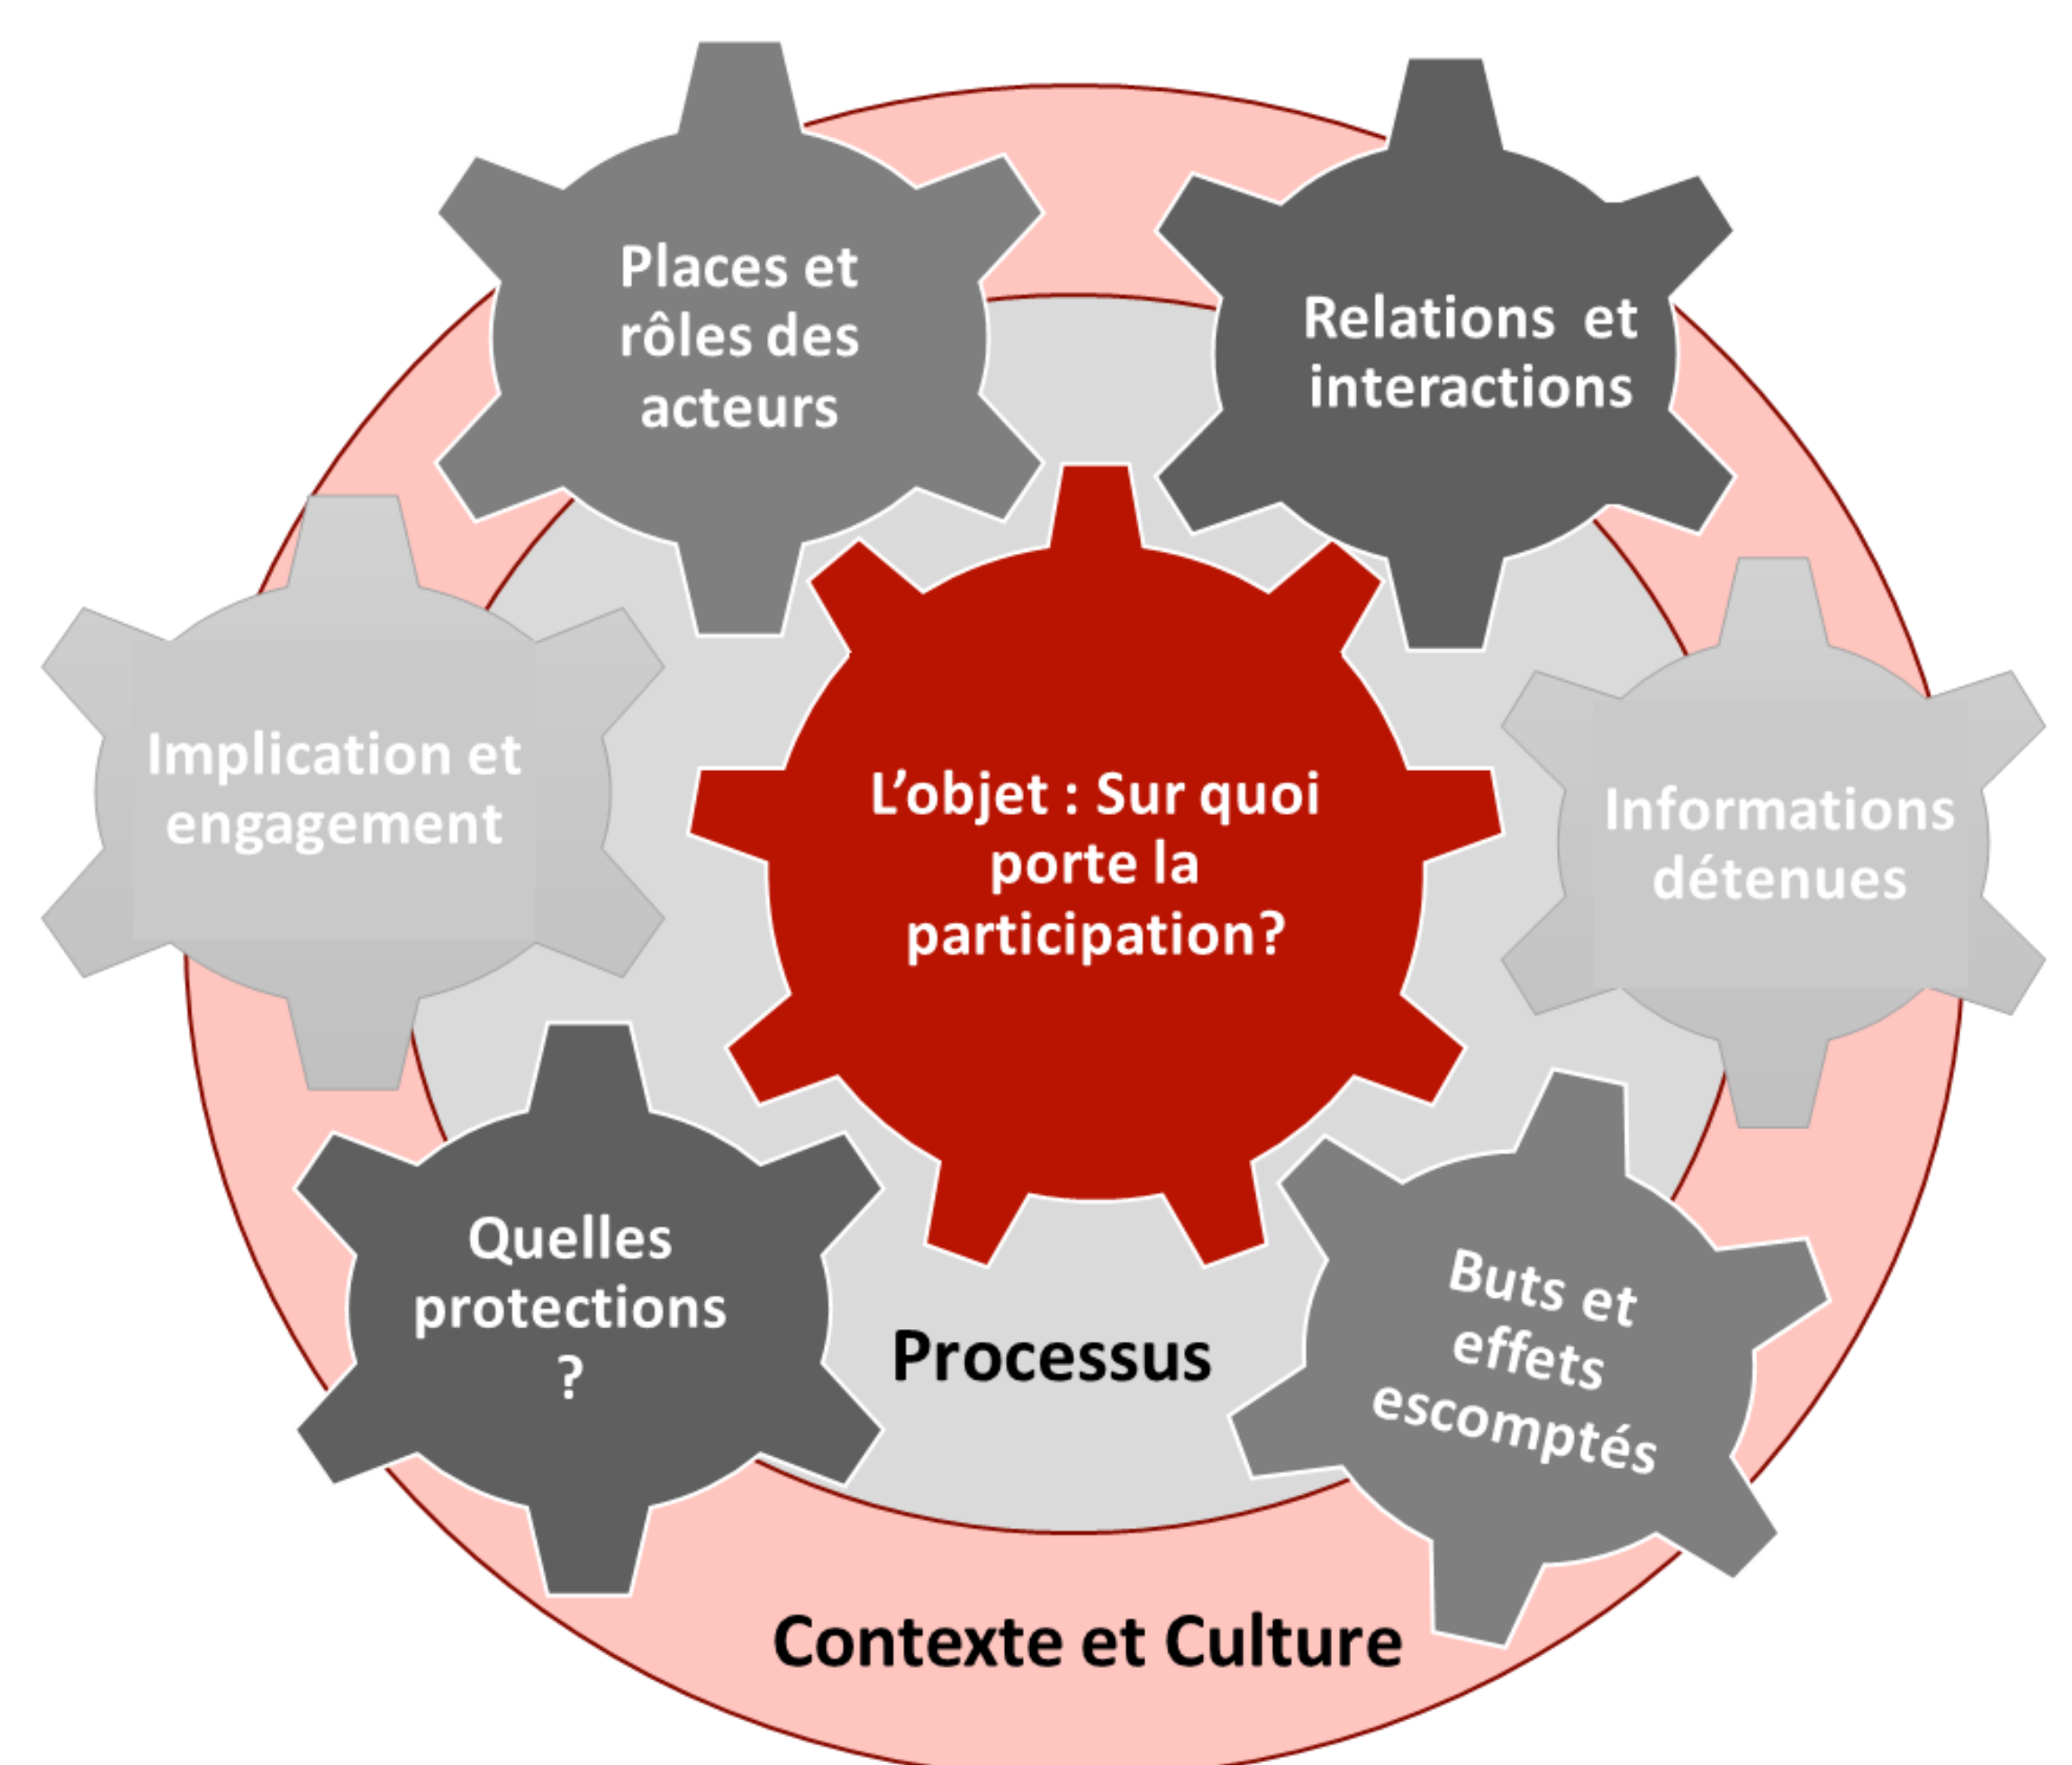 Places et
rôles des
acteurs
Relations et
interactions
Implication et
engagement
L’objet : Sur quoi
porte la
participation?
Informations
détenues
Quelles
protections
?
Buts et
effets
escomptés
Processus
Contexte et Culture